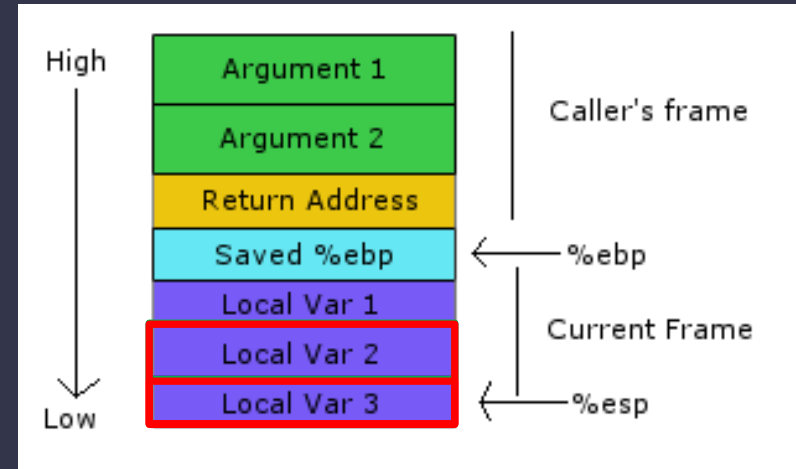 High
Argument 1
Caller's frame
Argument 2
Return Address
Saved %ebp
%ebp
Local Var 1
Current Frame
Local Var 2
Local Var 3
%esp
Low